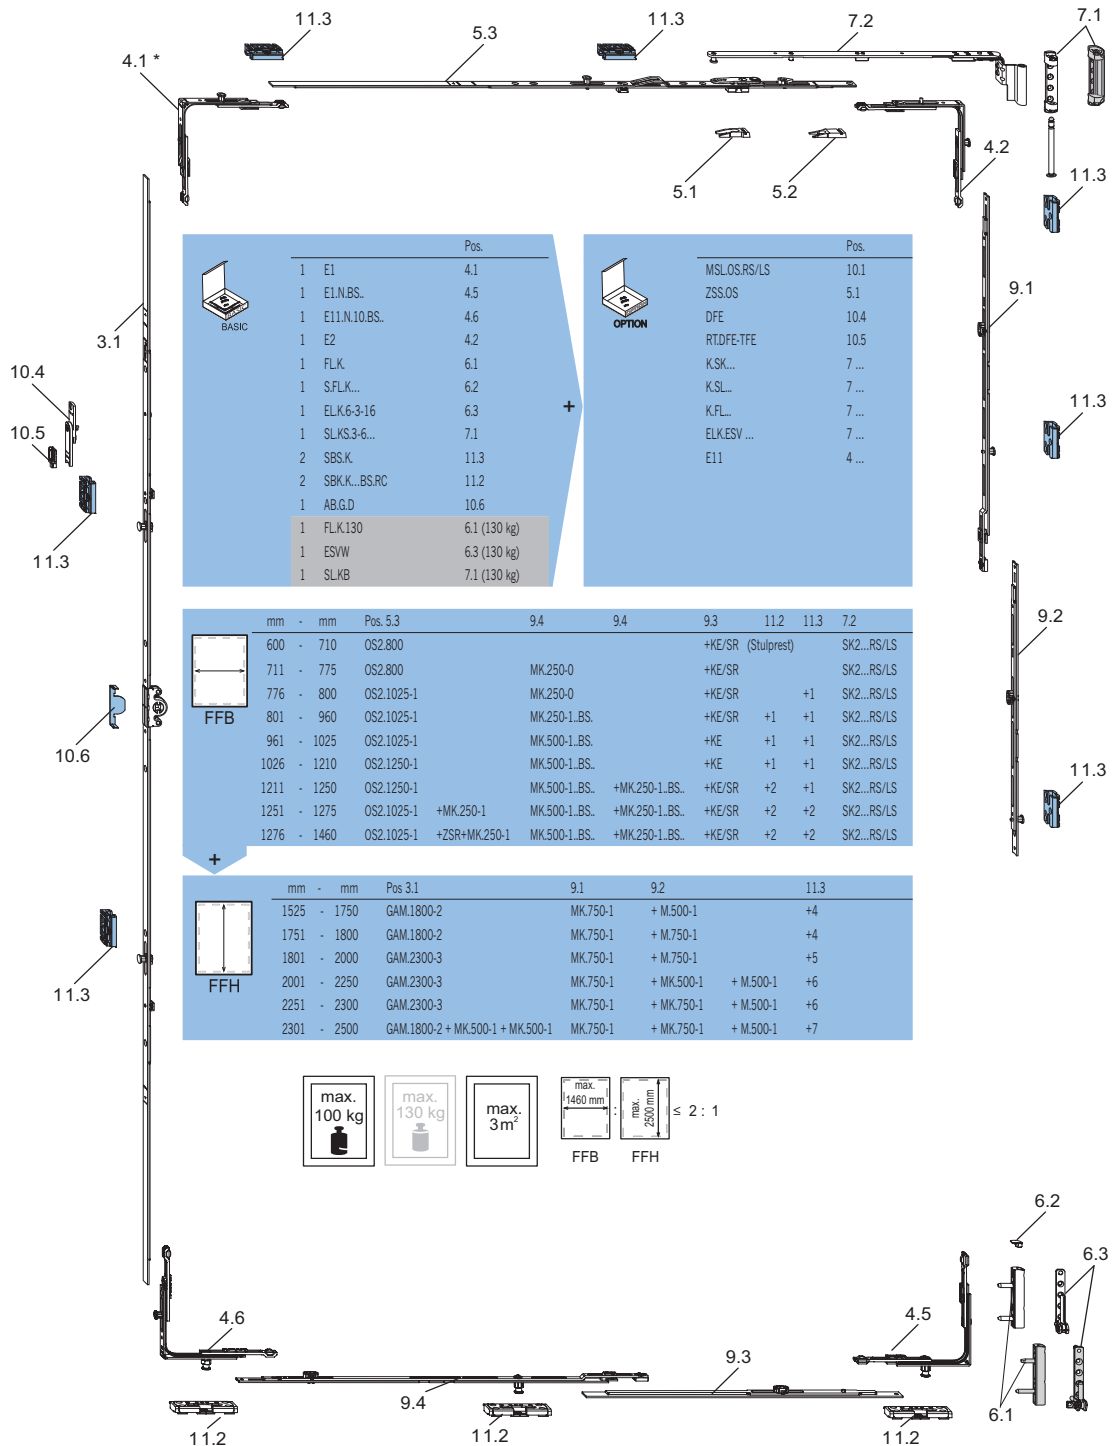 11.3
11.3
7.1
5.3
7.2
4.1 *
4.2
5.1
5.2
11.3
3.1
9.1
10.4
10.5
11.3
11.3
9.2
10.6
11.3
11.3
BASIC
Pos.
1 E1 4.1
1 E1.N.BS.. 4.5
1 E11.N.10.BS.. 4.6
1 E2 4.2
1 FL.K. 6.1
1 S.FL.K... 6.2
1 EL.K.6-3-16 6.3
1 SL.KS.3-6... 7.1
2 SBS.K. 11.3
2 SBK.K...BS.RC 11.2
1 AB.G.D 10.6
1 FL.K.130 6.1 (130 kg)
1 ESVW 6.3 (130 kg)
1 SL.KB 7.1 (130 kg)
+
OPTION
Pos.
MSL.OS.RS/LS 10.1
ZSS.OS 5.1
DFE 10.4
RT.DFE-TFE 10.5
K.SK... 7 ...
K.SL... 7 ...
K.FL... 7 ...
ELK.ESV ... 7 ...
E11 4 ...
FFB
mm - mm Pos. 5.3 9.4 9.4 9.3 11.2 11.3 7.2
600 - 710 OS2.800 +KE/SR (Stulprest) SK2...RS/LS
711 - 775 OS2.800 MK.250-0 +KE/SR SK2...RS/LS
776 - 800 OS2.1025-1 MK.250-0 +KE/SR +1 SK2...RS/LS
801 - 960 OS2.1025-1 MK.250-1..BS. +KE/SR +1 +1 SK2...RS/LS
961 - 1025 OS2.1025-1 MK.500-1..BS. +KE +1 +1 SK2...RS/LS
1026 - 1210 OS2.1250-1 MK.500-1..BS.. +KE +1 +1 SK2...RS/LS
1211 - 1250 OS2.1250-1 MK.500-1..BS.. +MK.250-1..BS.. +KE/SR +2 +1 SK2...RS/LS
1251 - 1275 OS2.1025-1 +MK.250-1 MK.500-1..BS.. +MK.250-1..BS.. +KE/SR +2 +2 SK2...RS/LS
1276 - 1460 OS2.1025-1 +ZSR+MK.250-1 MK.500-1..BS.. +MK.250-1..BS.. +KE/SR +2 +2 SK2...RS/LS
+
FFH
mm - mm Pos 3.1 9.1 9.2 11.3
1525 - 1750 GAM.1800-2 MK.750-1 + M.500-1 +4
1751 - 1800 GAM.1800-2 MK.750-1 + M.750-1 +4
1801 - 2000 GAM.2300-3 MK.750-1 + M.750-1 +5
2001 - 2250 GAM.2300-3 MK.750-1 + MK.500-1 + M.500-1 +6
2251 - 2300 GAM.2300-3 MK.750-1 + MK.750-1 + M.500-1 +6
2301 - 2500 GAM.1800-2 + MK.500-1 + MK.500-1 MK.750-1 + MK.750-1 + M.500-1 +7
max.
100 kg
max.
130 kg
max.
3m²
max.
1460 mm
FFB
:
max.
2500 mm
FFH
≤ 2 : 1
6.2
6.3
4.6
4.5
9.3
9.4
6.1
11.2
11.2
11.2